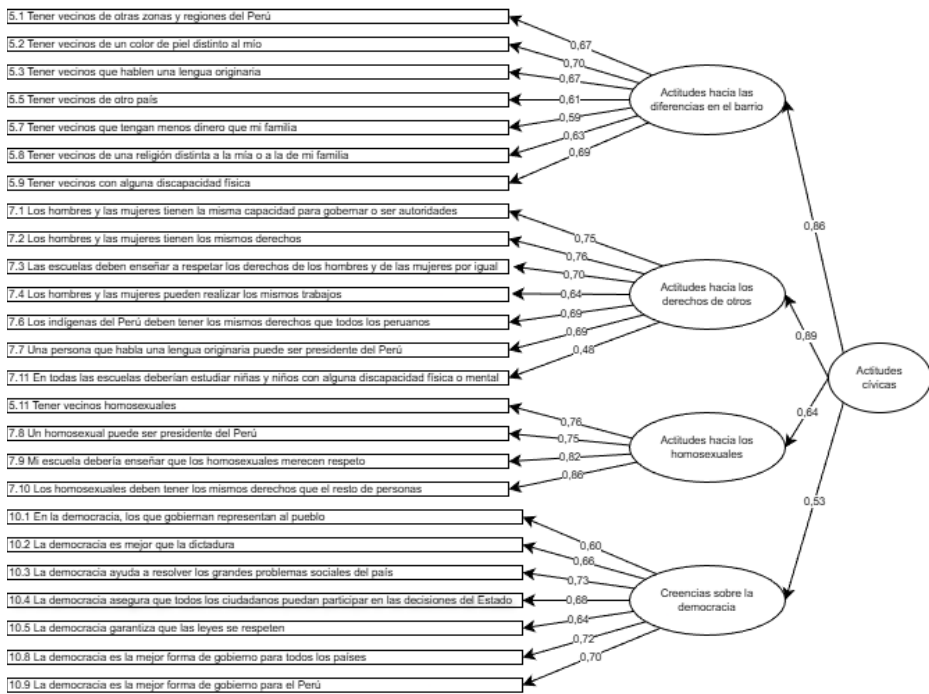 5.1 Tener vecinos de otras zonas y regiones del Perú
5.2 Tener vecinos de un color de piel distinto al mío
5.3 Tener vecinos que hablen una lengua originaria
5.5 Tener vecinos de otro país
5.7 Tener vecinos que tengan menos dinero que mi familia
5.8 Tener vecinos de una religión distinta a la mía o a la de mi familia
5.9 Tener vecinos con alguna discapacidad física
0,67
0,70
0,67
0,61
0,59
0,63
0,69
Actitudes hacia las
diferencias en el barrio
7.1 Los hombres y las mujeres tienen la misma capacidad para gobernar o ser autoridades
7.2 Los hombres y las mujeres tienen los mismos derechos
7.3 Las escuelas deben enseñar a respetar los derechos de los hombres y de las mujeres por igual
7.4 Los hombres y las mujeres pueden realizar los mismos trabajos
7.6 Los indígenas del Perú deben tener los mismos derechos que todos los peruanos
7.7 Una persona que habla una lengua originaria puede ser presidente del Perú
7.11 En todas las escuelas deberían estudiar niñas y niños con alguna discapacidad física o mental
0,75
0,76
0,70
0,64
0,69
0,69
0,48
Actitudes hacia los
derechos de otros
5.11 Tener vecinos homosexuales
7.8 Un homosexual puede ser presidente del Perú
7.9 Mi escuela debería enseñar que los homosexuales merecen respeto
7.10 Los homosexuales deben tener los mismos derechos que el resto de personas
0,76
0,75
0,82
0,86
Actitudes hacia los
homosexuales
10.1 En la democracia, los que gobiernan representan al pueblo
10.2 La democracia es mejor que la dictadura
10.3 La democracia ayuda a resolver los grandes problemas sociales del país
10.4 La democracia asegura que todos los ciudadanos puedan participar en las decisiones del Estado
10.5 La democracia garantiza que las leyes se respeten
10.8 La democracia es la mejor forma de gobierno para todos los países
10.9 La democracia es la mejor forma de gobierno para el Perú
0,60
0,66
0,73
0,68
0,64
0,72
0,70
Creencias sobre la
democracia
0,86
0,89
0,64
0,53
Actitudes
cívicas